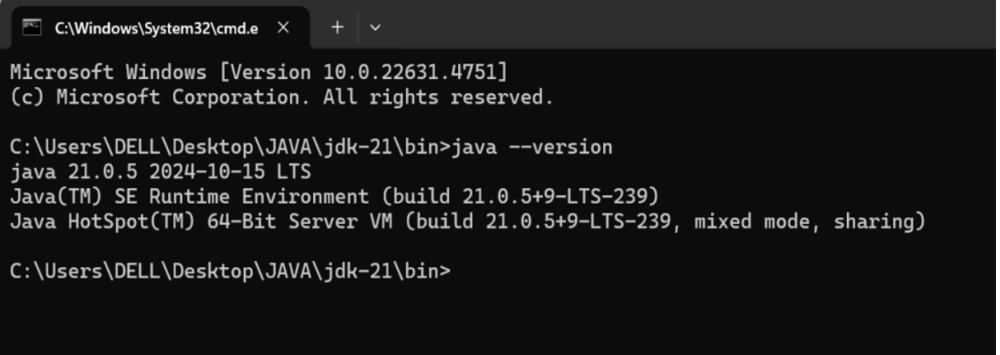 C:\Windows\System32\cmd.e
Microsoft Windows [Version 10.0.22631.4751]
(c) Microsoft Corporation. All rights reserved.
C:\Users\DELL\Desktop\JAVA\jdk-21\bin>java --version
java 21.0.5 2024-10-15 LTS
Java(TM) SE Runtime Environment (build 21.0.5+9-LTS-239)
Java HotSpot(TM) 64-Bit Server VM (build 21.0.5+9-LTS-239, mixed mode, sharing)
C:\Users\DELL\Desktop\JAVA\jdk-21\bin>